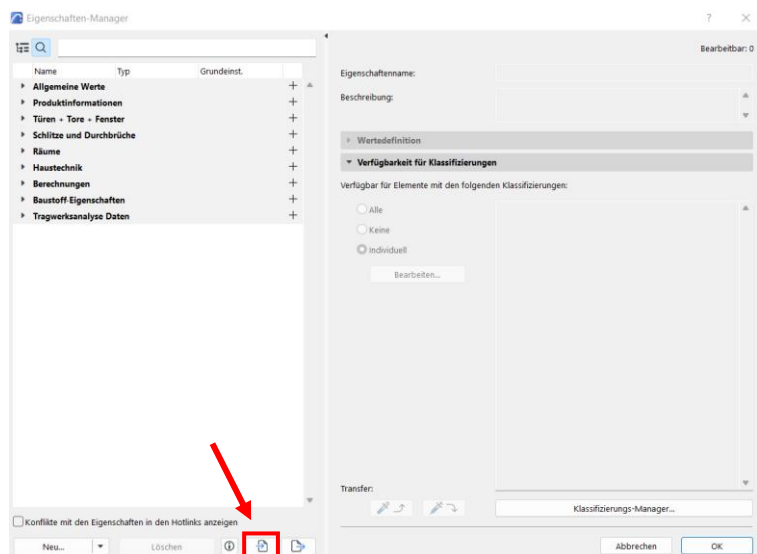 Eigenschaften-Manager
Bearbeitbar: 0
Name Typ Grundeinst.
Allgemeine Werte
Produktinformationen
Türen + Tore + Fenster
Schlitze und Durchbrüche
Räume
Haustechnik
Berechnungen
Baustoff-Eigenschaften
Tragwerksanalyse Daten
Konflikte mit den Eigenschaften in den Hotlinks anzeigen
Neu...
Löschen
Eigenschaftenname:
Beschreibung:
Wertedefinition
Verfügbarkeit für Klassifizierungen
Verfügbar für Elemente mit den folgenden Klassifizierungen:
Alle
Keine
Individuell
Bearbeiten...
Transfer:
Klassifizierungs-Manager...
Abbrechen
OK